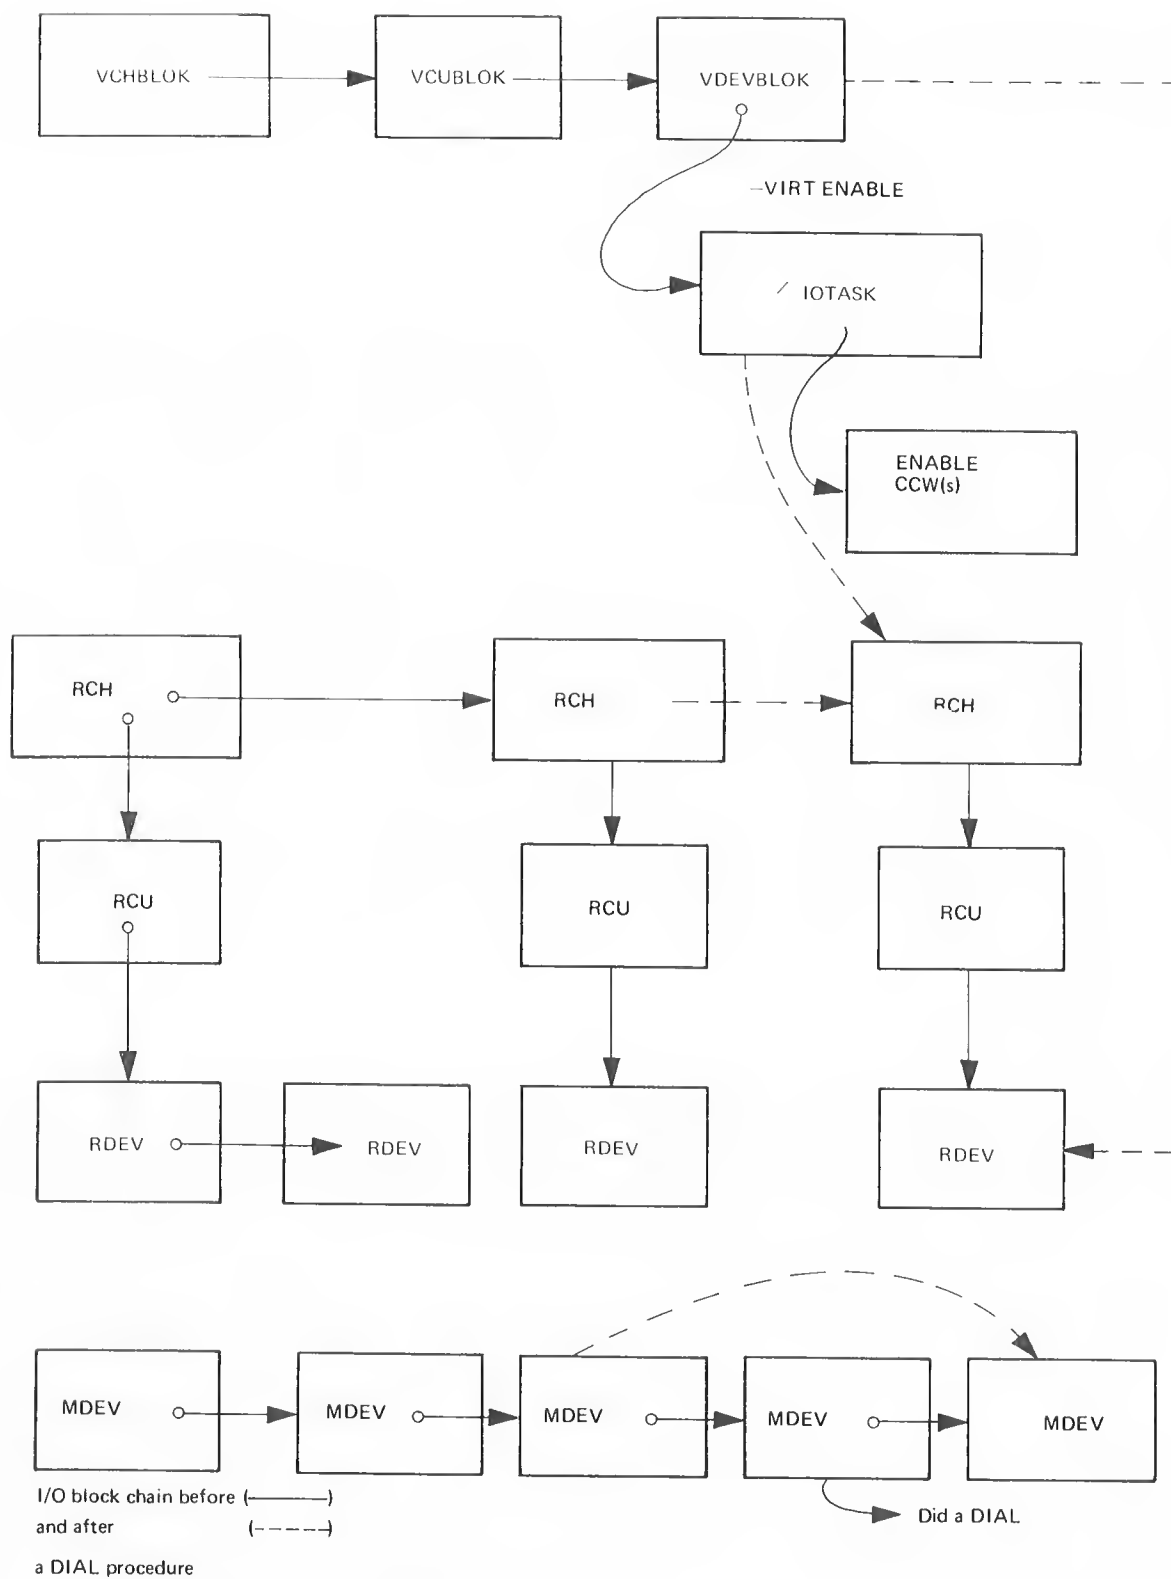 VCHBLOK
VCUBLOK
VDEVBLOK
—VIRT ENABLE
IOTASK
ENABLE
CCW(s)
RCH
RCH
RCH
RCU
RCU
RCU
RDEV
RDEV
RDEV
RDEV
MDEV
MDEV
MDEV
MDEV
MDEV
I/O block chain before (————)
and after (-----)
Did a DIAL
a DIAL procedure